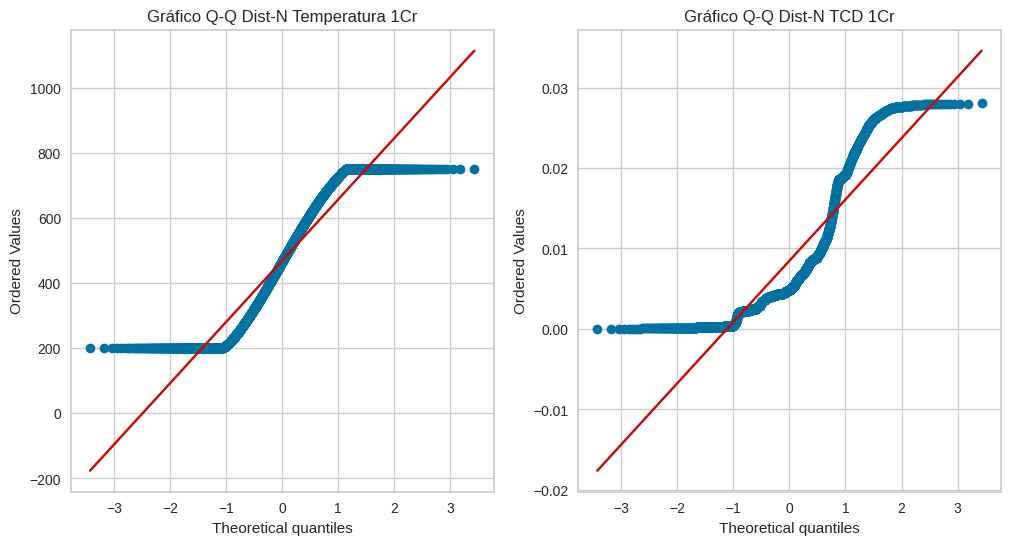 Gráfico Q-Q Dist-N Temperatura 1Cr
Ordered Values
1000
800
600
400
200
0
−200
−3 −2 −1 0 1 2 3
Theoretical quantiles
Gráfico Q-Q Dist-N TCD 1Cr
Ordered Values
0.03
0.02
0.01
0.00
−0.01
−0.02
−3 −2 −1 0 1 2 3
Theoretical quantiles